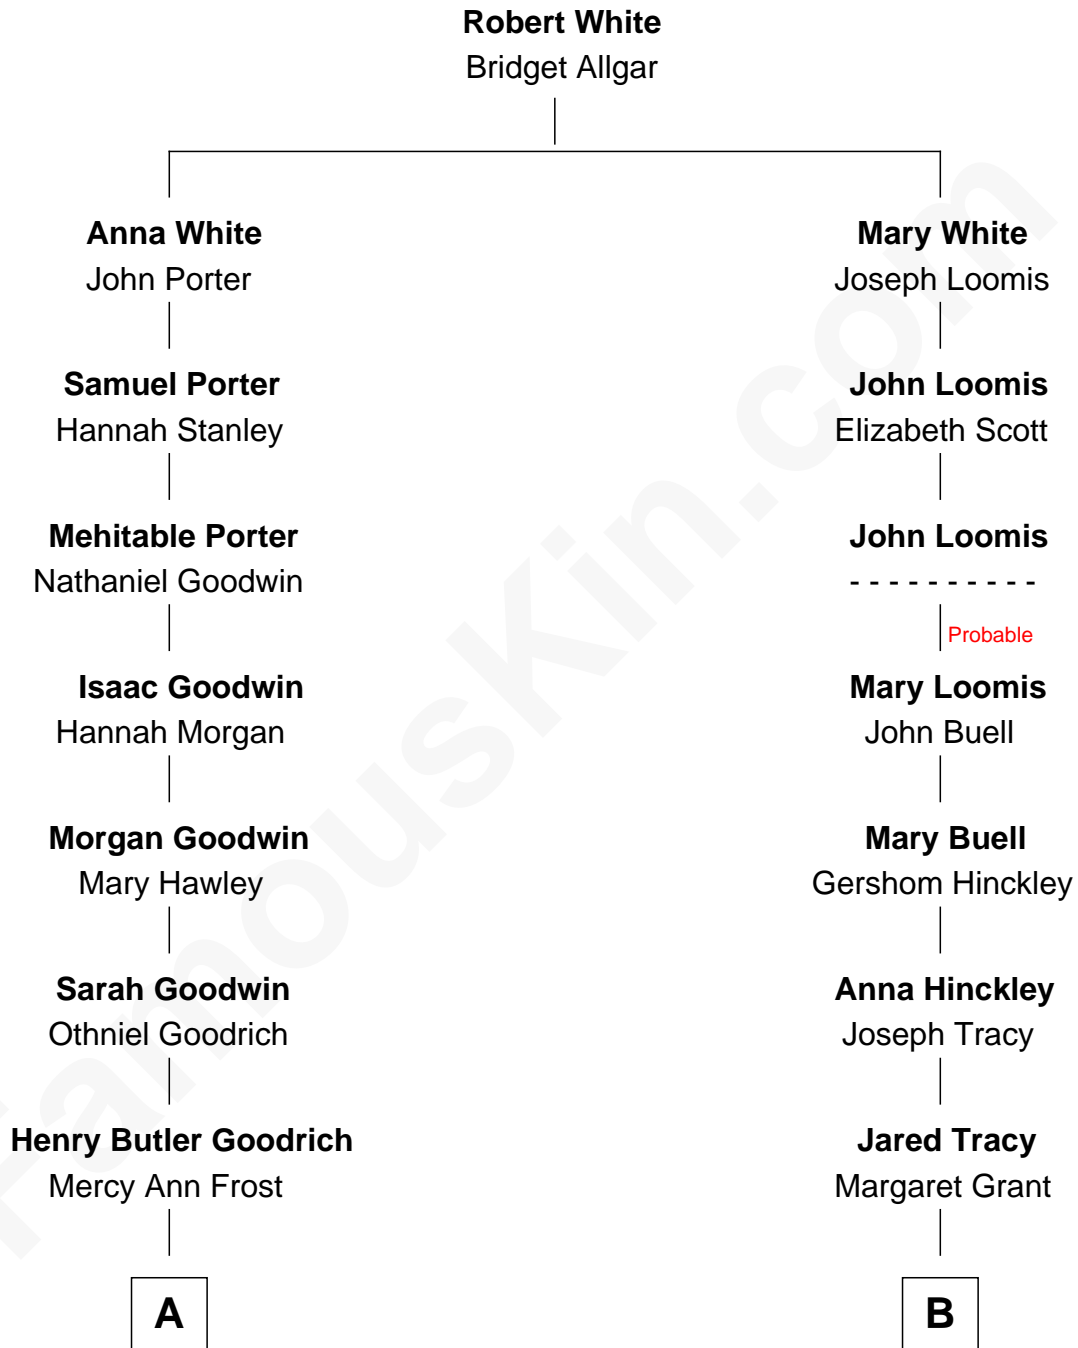 Robert White
Bridget Allgar
Anna White
John Porter
Mary White
Joseph Loomis
Samuel Porter
Hannah Stanley
John Loomis
Elizabeth Scott
Mehitable Porter
Nathaniel Goodwin
John Loomis
- - - - - - - - - -
Probable
Isaac Goodwin
Hannah Morgan
Mary Loomis
John Buell
Morgan Goodwin
Mary Hawley
Mary Buell
Gershom Hinckley
Sarah Goodwin
Othniel Goodrich
Anna Hinckley
Joseph Tracy
Henry Butler Goodrich
Mercy Ann Frost
Jared Tracy
Margaret Grant
A
B
FamousKin.com